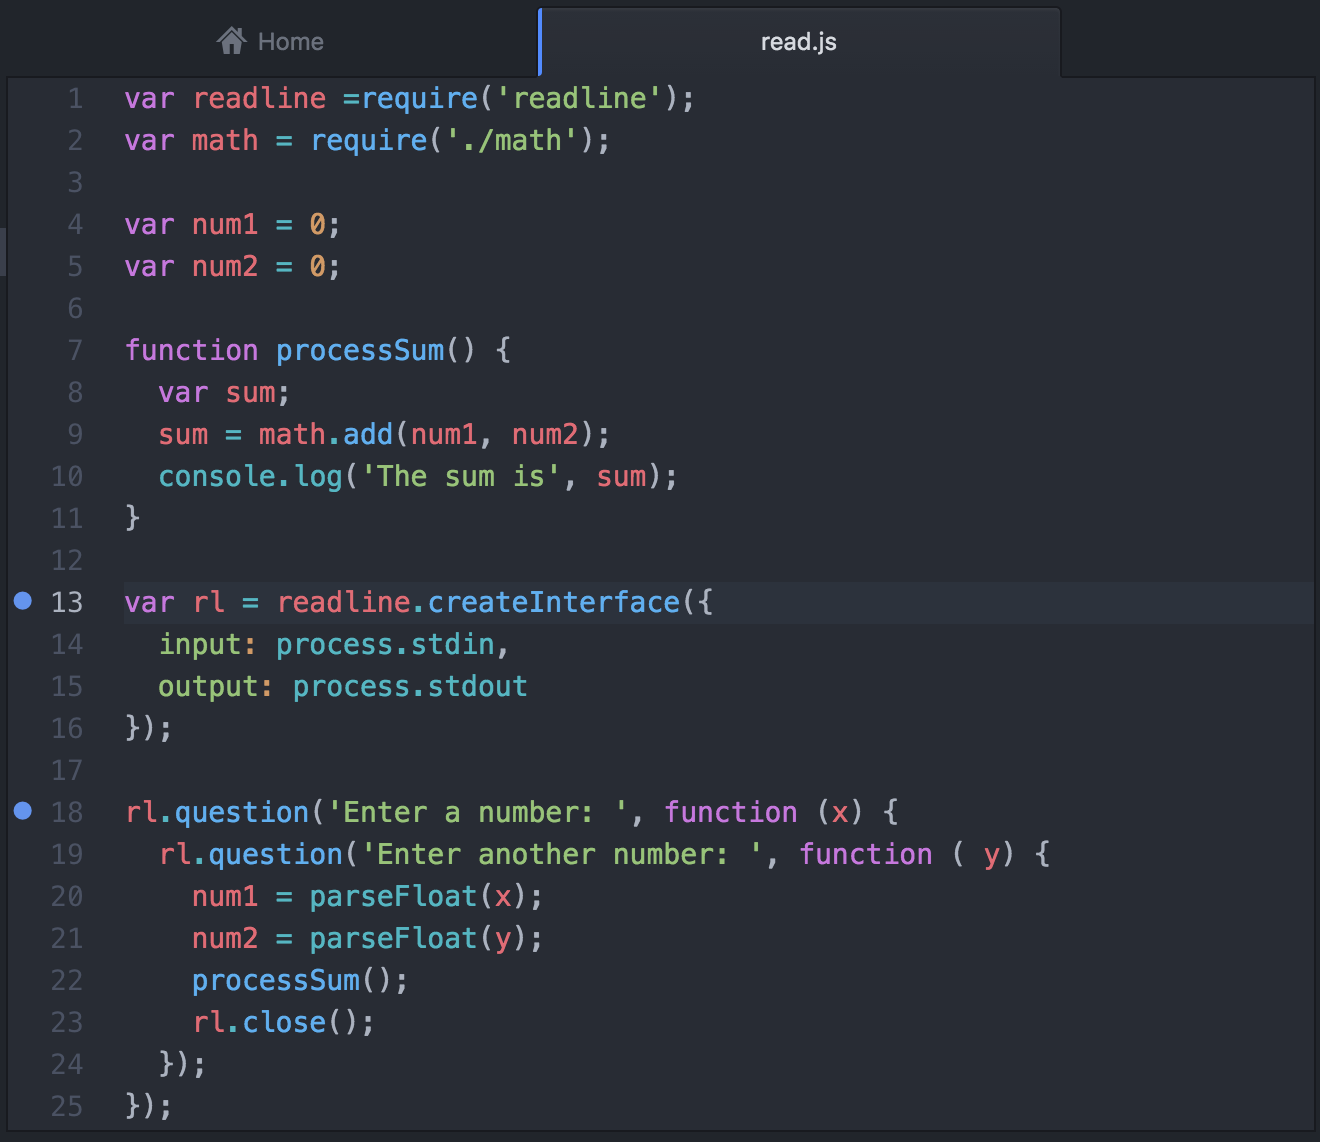 Home
read.js
1 var readline =require('readline');
2 var math = require('./math');
3
4 var num1 = 0;
5 var num2 = 0;
6
7 function processSum() {
8   var sum;
9   sum = math.add(num1, num2);
10   console.log('The sum is', sum);
11 }
12
13 var rl = readline.createInterface({
14   input: process.stdin,
15   output: process.stdout
16 });
17
18 rl.question('Enter a number: ', function (x) {
19   rl.question('Enter another number: ', function ( y) {
20     num1 = parseFloat(x);
21     num2 = parseFloat(y);
22     processSum();
23     rl.close();
24   });
25 });